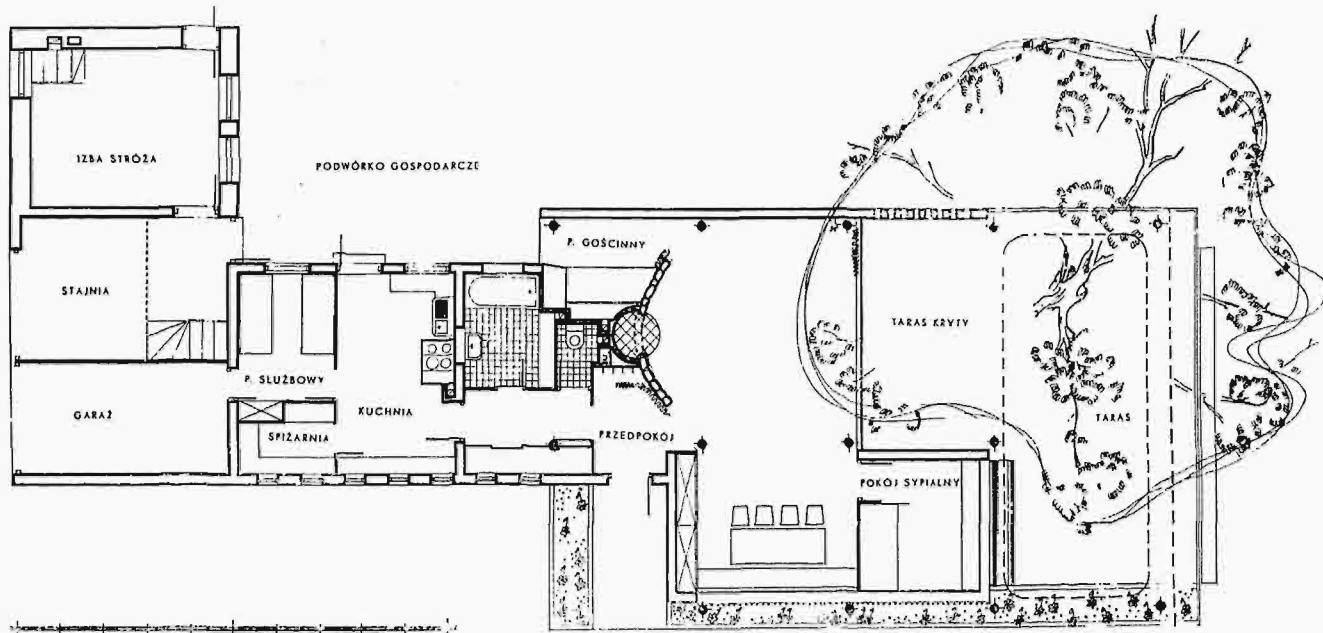 IZBA STRÓŻA
PODWÓRKO GOSPODARCZE
P. GOŚCINNY
STAJNIA
TARAS KRYTY
P. SŁUŻBOWY
GARAŻ
KUCHNIA
TARAS
SPIŻARNIA
PRZEDPOKÓJ
POKÓJ SYPIALNY